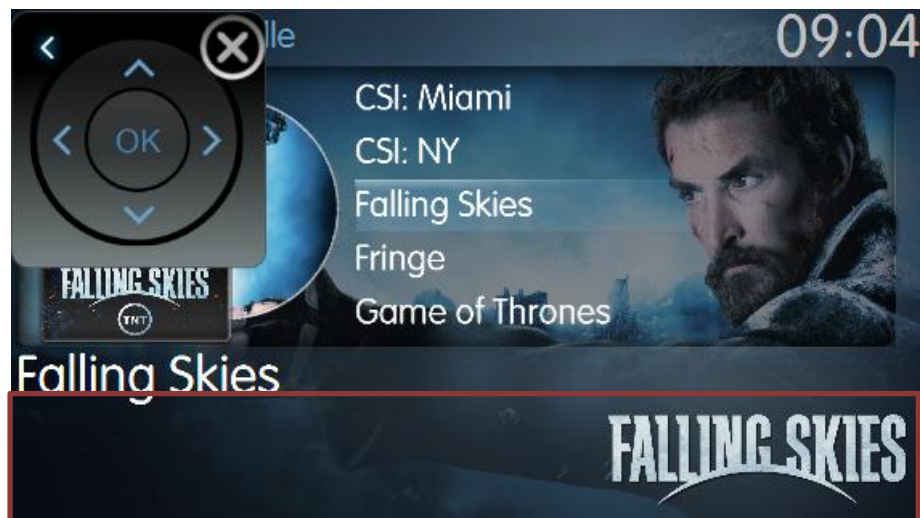 lle
09:04
OK
CSI: Miami
CSI: NY
Falling Skies
Fringe
Game of Thrones
FALLING SKIES
TNT
Falling Skies
FALLING SKIES